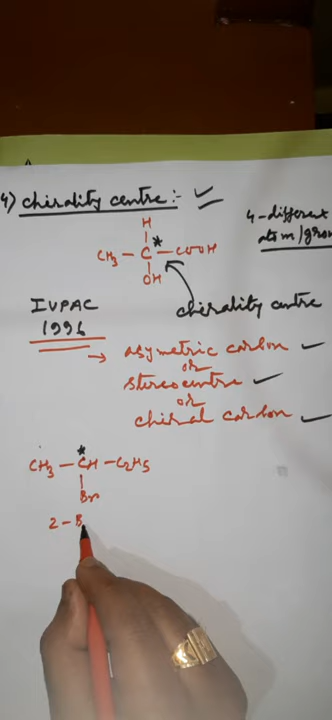 4) chirality centre :- ✓
4-different
atom/grou
H
CH3 — C* — COOH
OH
chirality centre
IUPAC
1996
→ asymetric carbon ✓
or
stereocentre ✓
or
chiral carbon ✓
*
CH3 — CH — C2H5
Br
2 - B